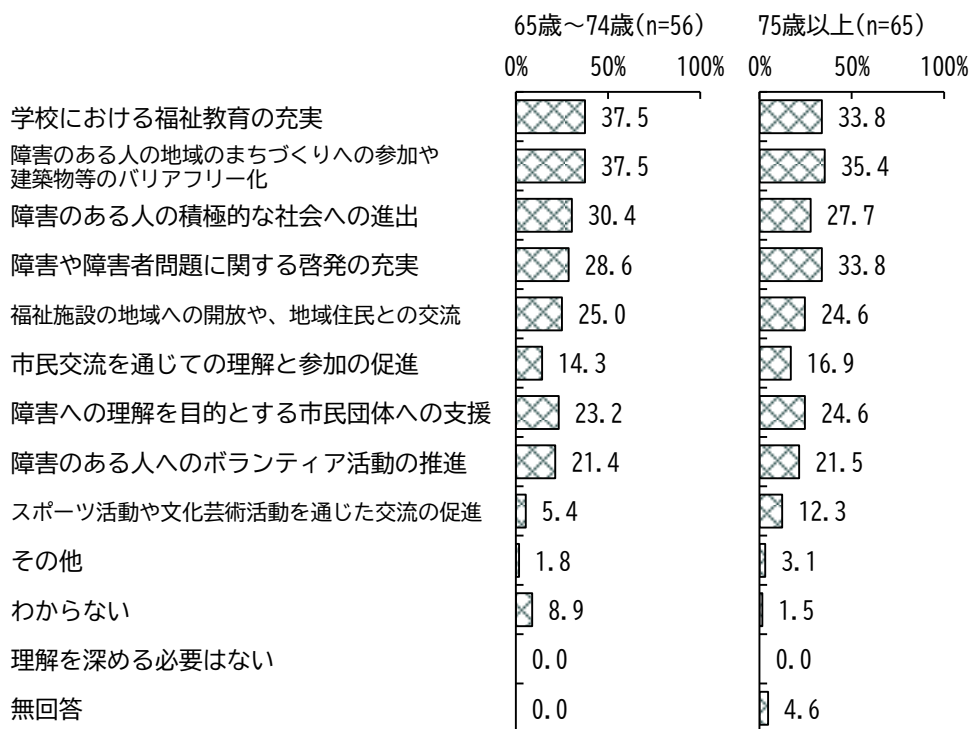 65歳～74歳(n=56) 75歳以上(n=65)
0% 50% 100% 0% 50% 100%
学校における福祉教育の充実 37.5 33.8
障害のある人の地域のまちづくりへの参加や
建築物等のバリアフリー化 37.5 35.4
障害のある人の積極的な社会への進出 30.4 27.7
障害や障害者問題に関する啓発の充実 28.6 33.8
福祉施設の地域への開放や、地域住民との交流 25.0 24.6
市民交流を通じての理解と参加の促進 14.3 16.9
障害への理解を目的とする市民団体への支援 23.2 24.6
障害のある人へのボランティア活動の推進 21.4 21.5
スポーツ活動や文化芸術活動を通じた交流の促進 5.4 12.3
その他 1.8 3.1
わからない 8.9 1.5
理解を深める必要はない 0.0 0.0
無回答 0.0 4.6